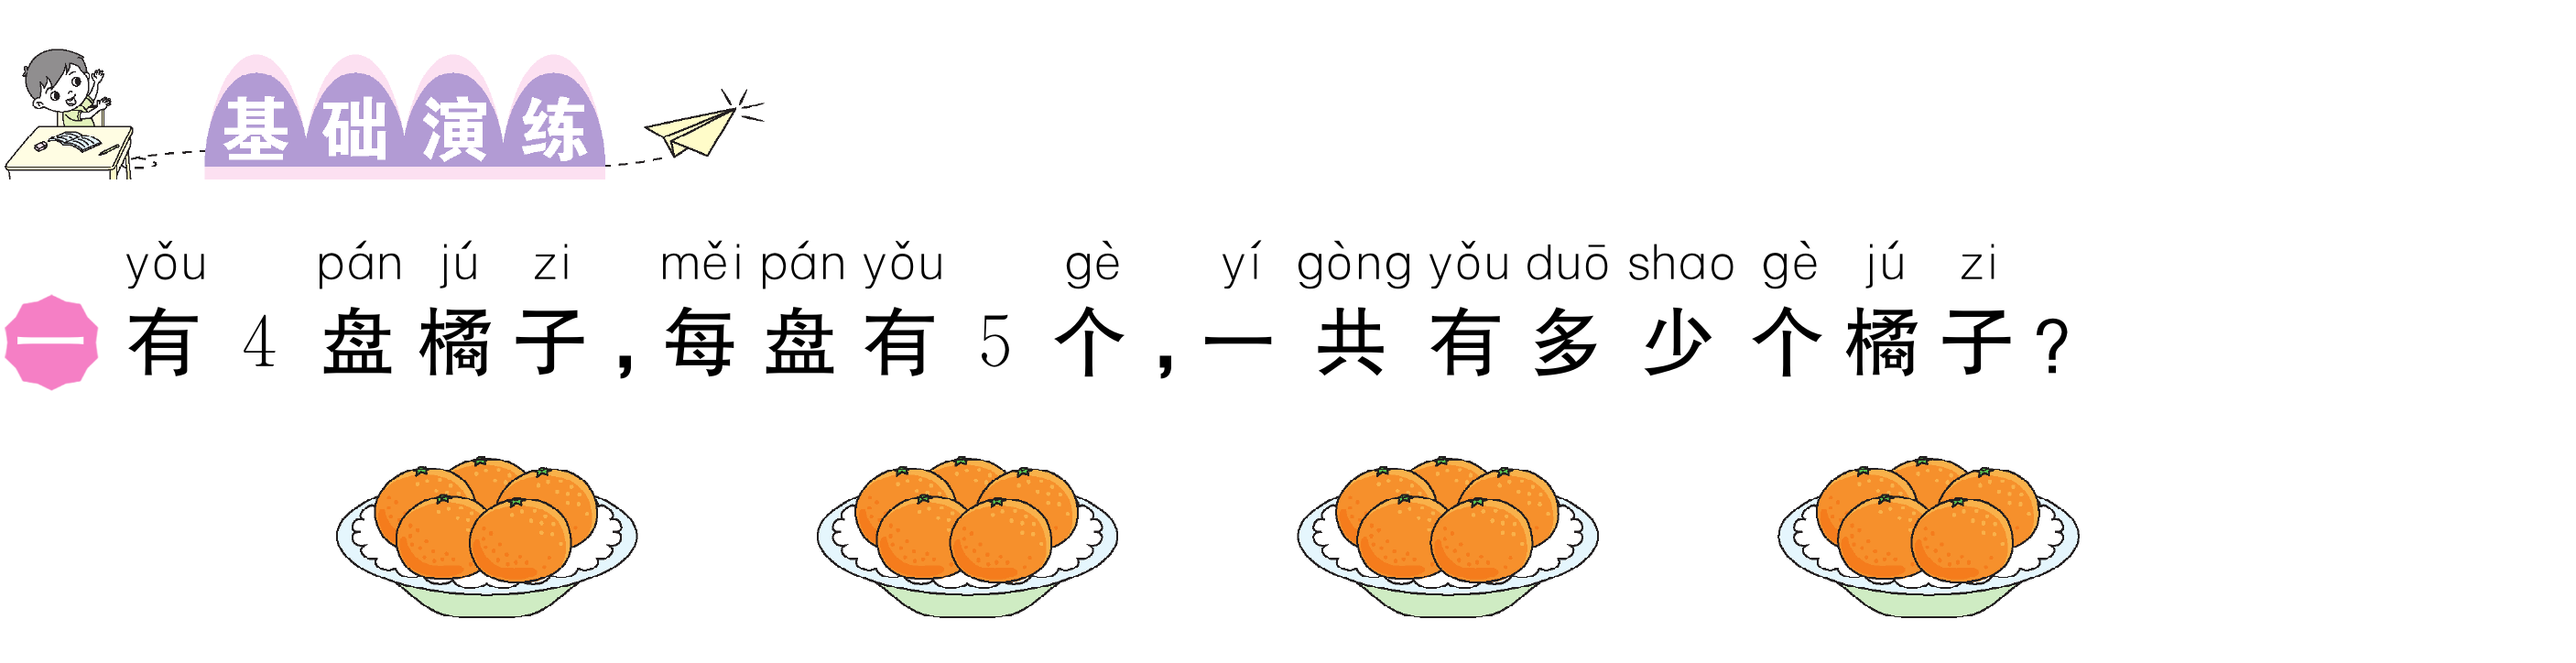 基础演练
yǒu pán jú zi měi pán yǒu gè yí gòng yǒu duō shao gè jú zi
一 有 4 盘橘子,每盘有 5 个,一共有多少个橘子?